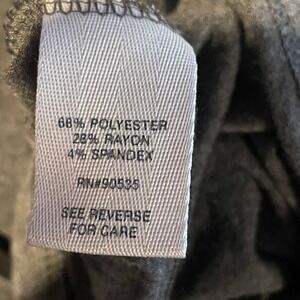 68% POLYESTER
28% RAYON
4% SPANDEX
RN#90535
SEE REVERSE
FOR CARE